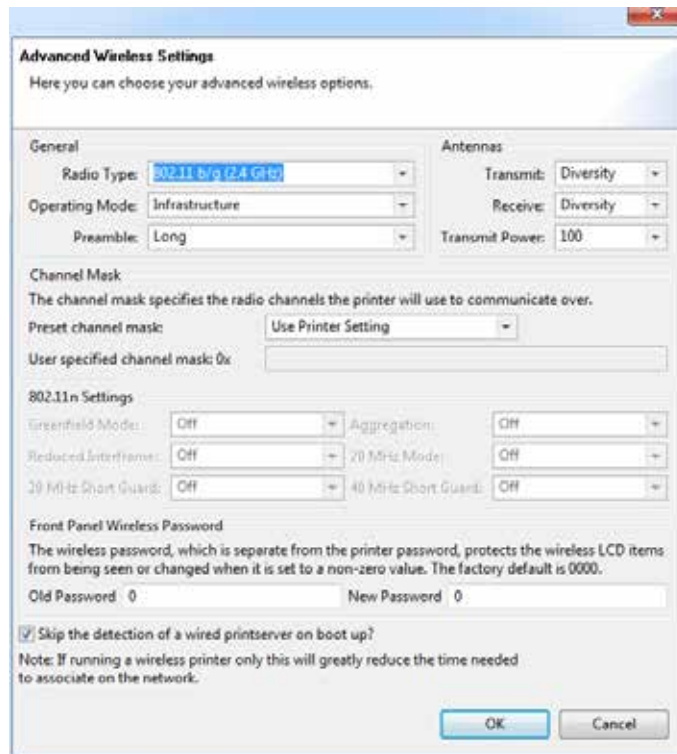 Advanced Wireless Settings
Here you can choose your advanced wireless options.
General
Radio Type: 802.11 b/g (2.4 GHz)
Operating Mode: Infrastructure
Preamble: Long
Antennas
Transmit: Diversity
Receive: Diversity
Transmit Power: 100
Channel Mask
The channel mask specifies the radio channels the printer will use to communicate over.
Preset channel mask: Use Printer Setting
User specified channel mask: 0x
802.11n Settings
Greenfield Mode: Off Aggregation: Off
Reduced Interframe: Off 20 MHz Mode: Off
20 MHz Short Guard: Off 40 MHz Short Guard: Off
Front Panel Wireless Password
The wireless password, which is separate from the printer password, protects the wireless LCD items
from being seen or changed when it is set to a non-zero value. The factory default is 0000.
Old Password 0 New Password 0
Skip the detection of a wired printserver on boot up?
Note: If running a wireless printer only this will greatly reduce the time needed
to associate on the network.
OK Cancel